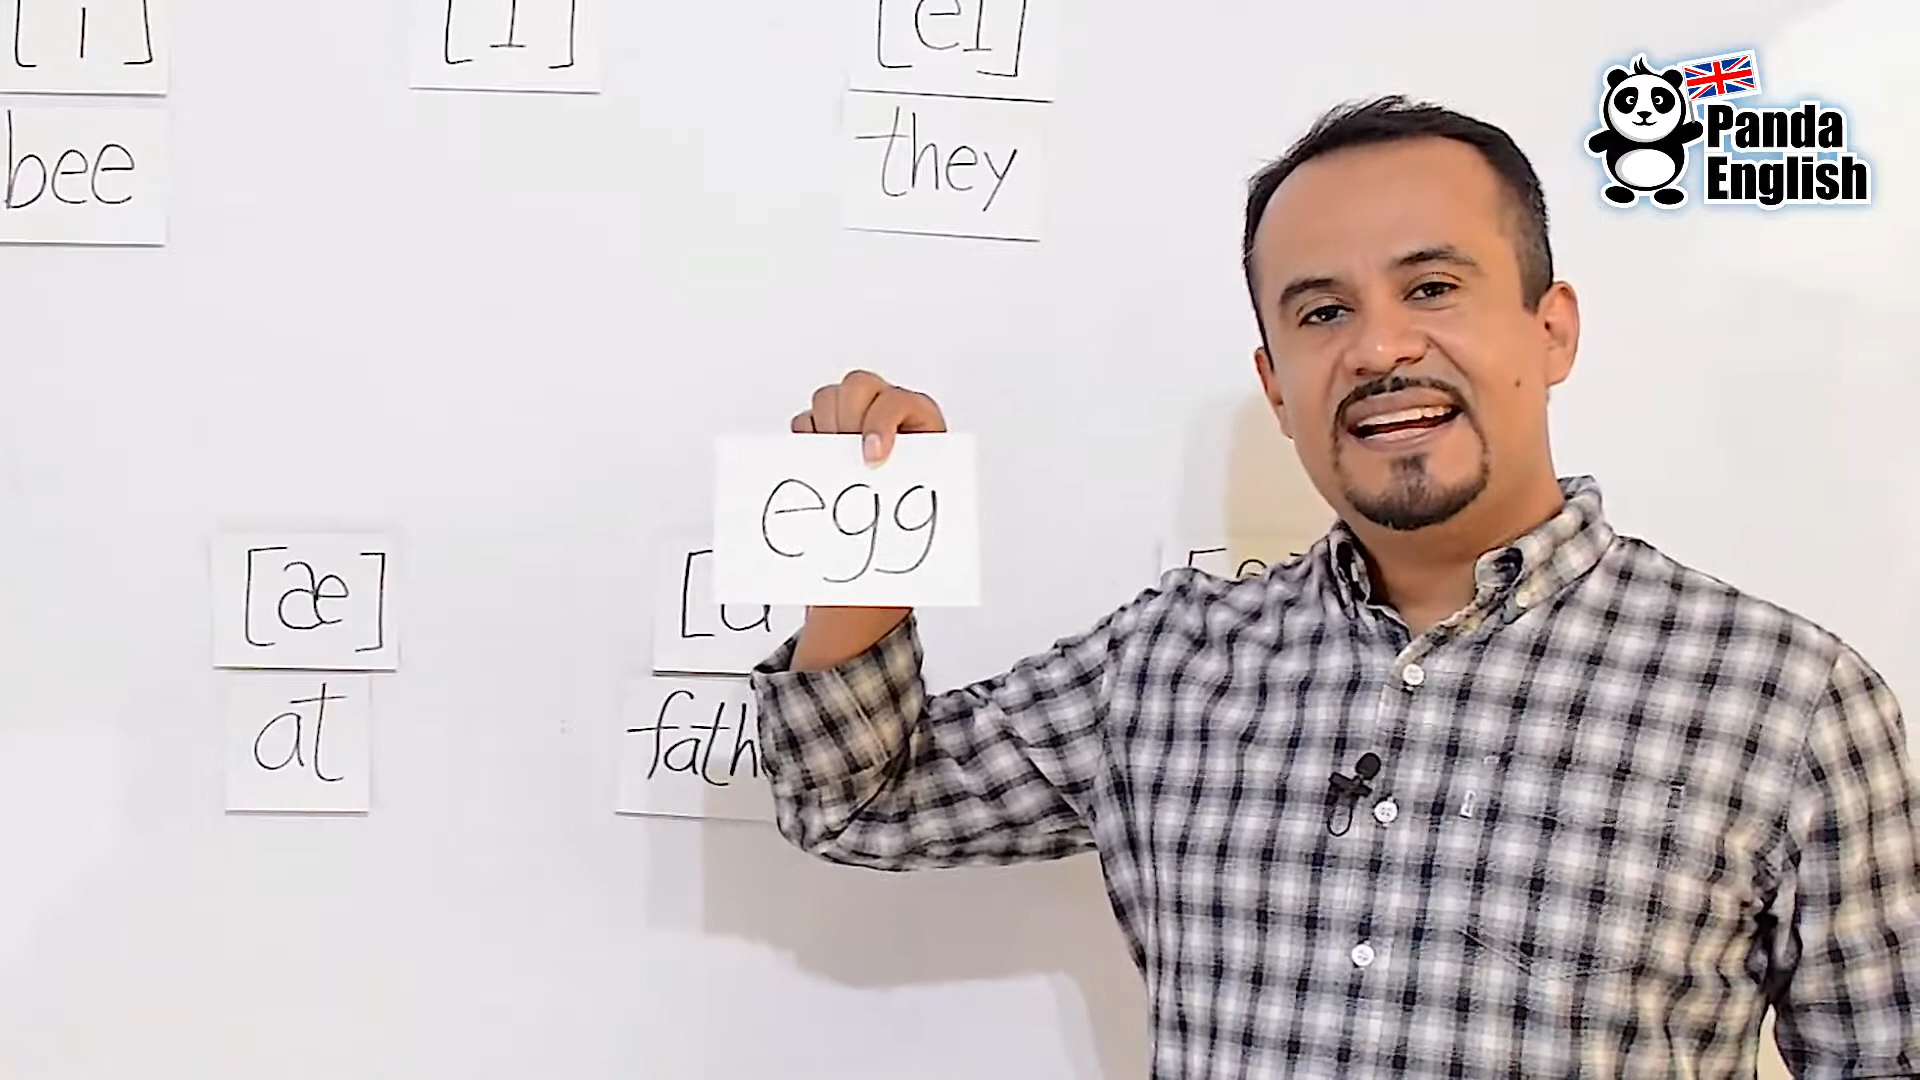 [i]
[ɪ]
[eɪ]
bee
they
Panda
English
egg
[æ]
at